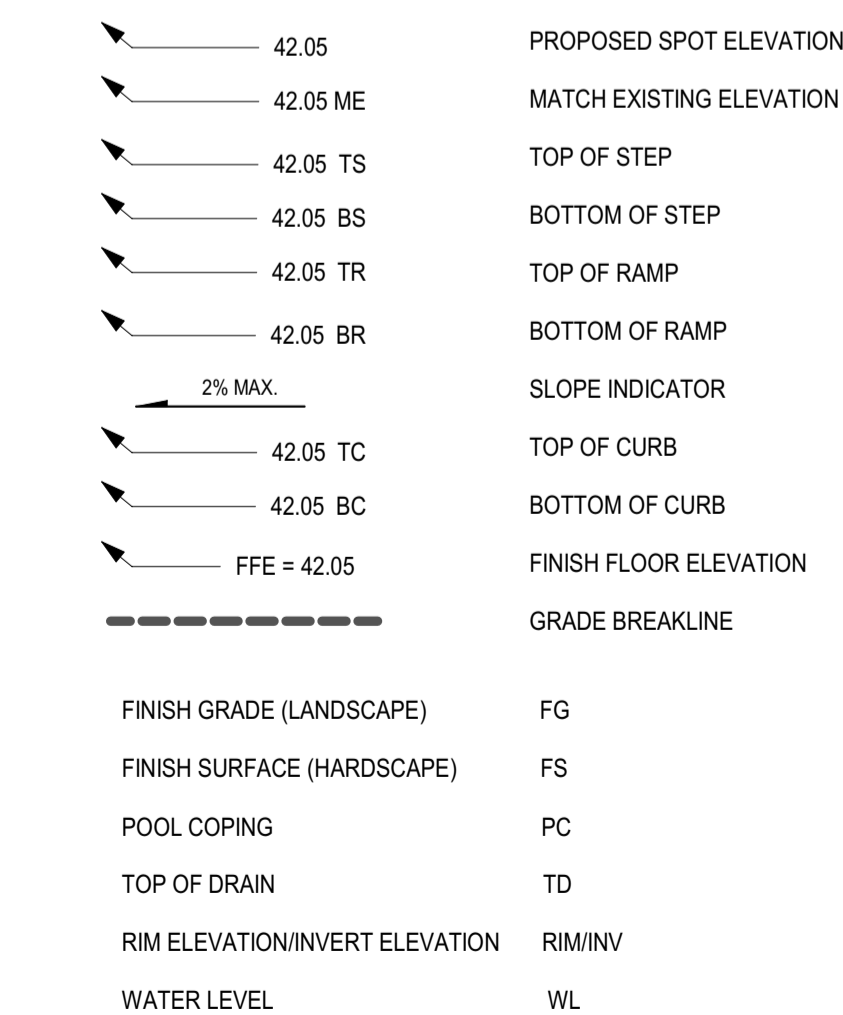 42.05 PROPOSED SPOT ELEVATION
42.05 ME MATCH EXISTING ELEVATION
42.05 TS TOP OF STEP
42.05 BS BOTTOM OF STEP
42.05 TR TOP OF RAMP
42.05 BR BOTTOM OF RAMP
2% MAX. SLOPE INDICATOR
42.05 TC TOP OF CURB
42.05 BC BOTTOM OF CURB
FFE = 42.05 FINISH FLOOR ELEVATION
GRADE BREAKLINE
FINISH GRADE (LANDSCAPE) FG
FINISH SURFACE (HARDSCAPE) FS
POOL COPING PC
TOP OF DRAIN TD
RIM ELEVATION/INVERT ELEVATION RIM/INV
WATER LEVEL WL